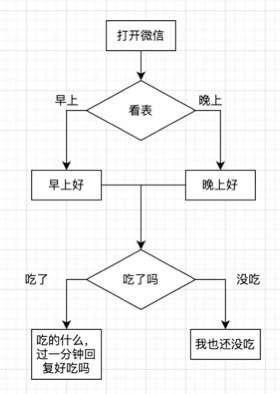 打开微信
早上
看表
晚上
早上好
晚上好
吃了
吃了吗
没吃
吃的什么，
过一分钟回
复好吃吗
我也还没吃